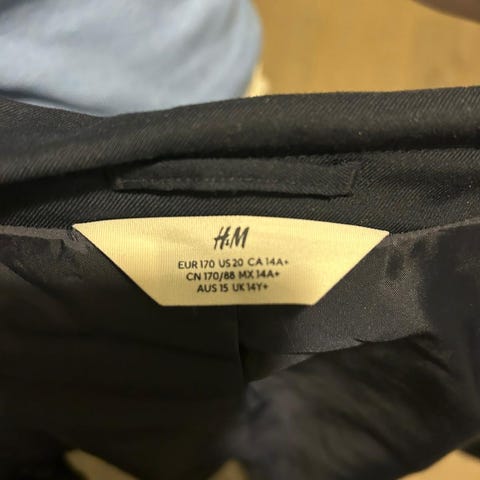 H&M
EUR 170 US 20 CA 14A+
CN 170/88 MX 14A+
AUS 15 UK 14Y+